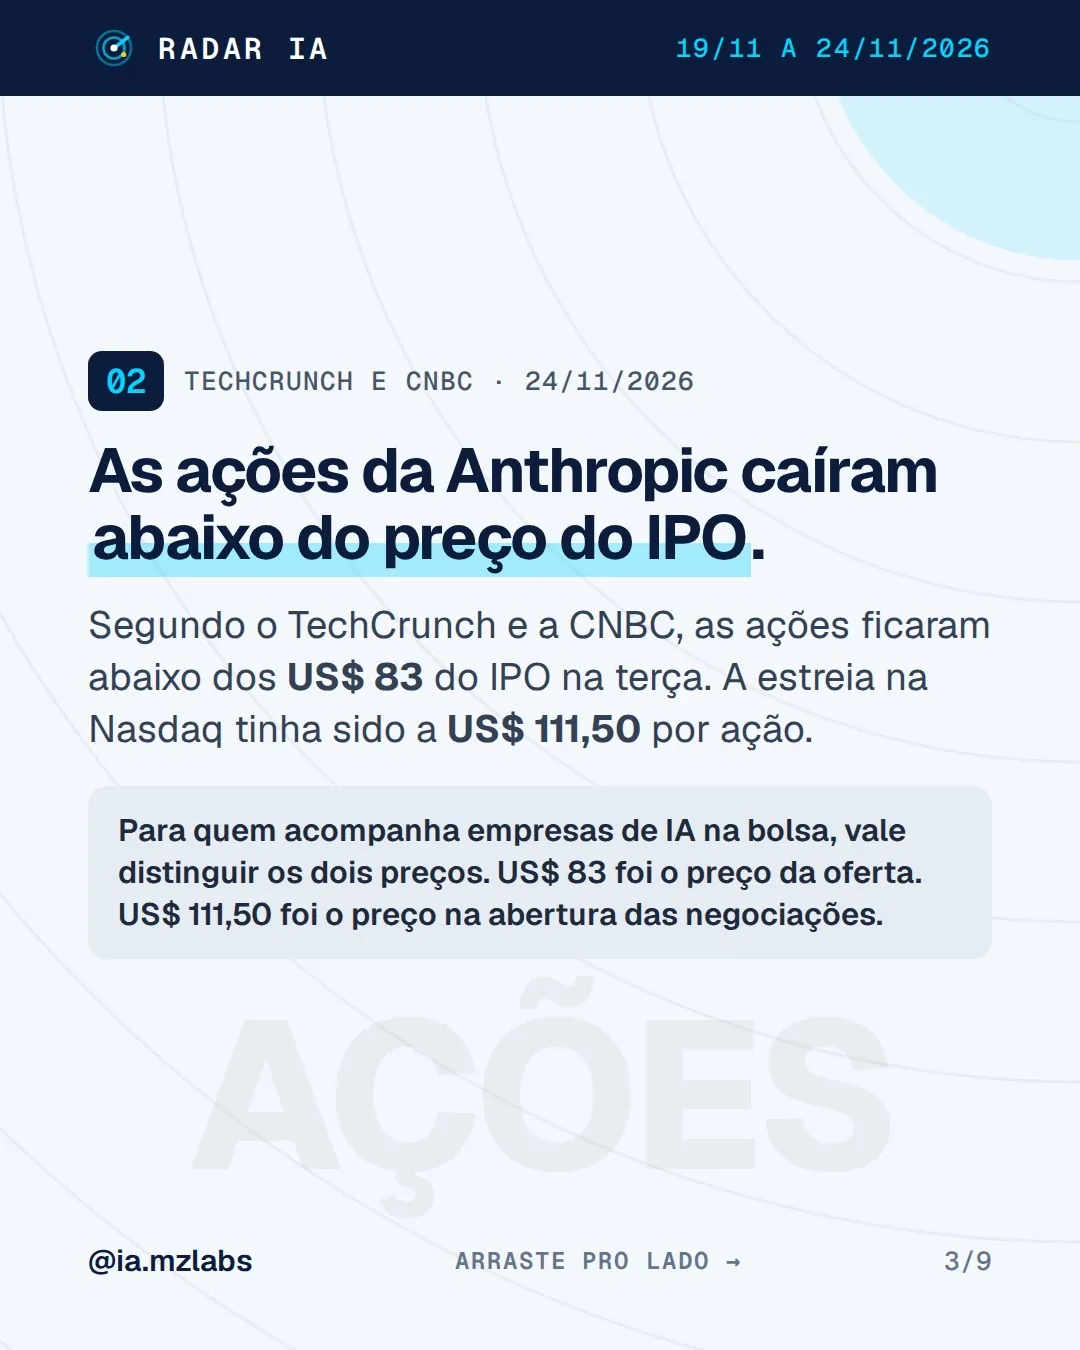 RADAR IA
19/11 A 24/11/2026
02
TECHCRUNCH E CNBC · 24/11/2026
As ações da Anthropic caíram
abaixo do preço do IPO.
Segundo o TechCrunch e a CNBC, as ações ficaram
abaixo dos US$ 83 do IPO na terça. A estreia na
Nasdaq tinha sido a US$ 111,50 por ação.
Para quem acompanha empresas de IA na bolsa, vale
distinguir os dois preços. US$ 83 foi o preço da oferta.
US$ 111,50 foi o preço na abertura das negociações.
AÇÕES
@ia.mzlabs
ARRASTE PRO LADO →
3/9